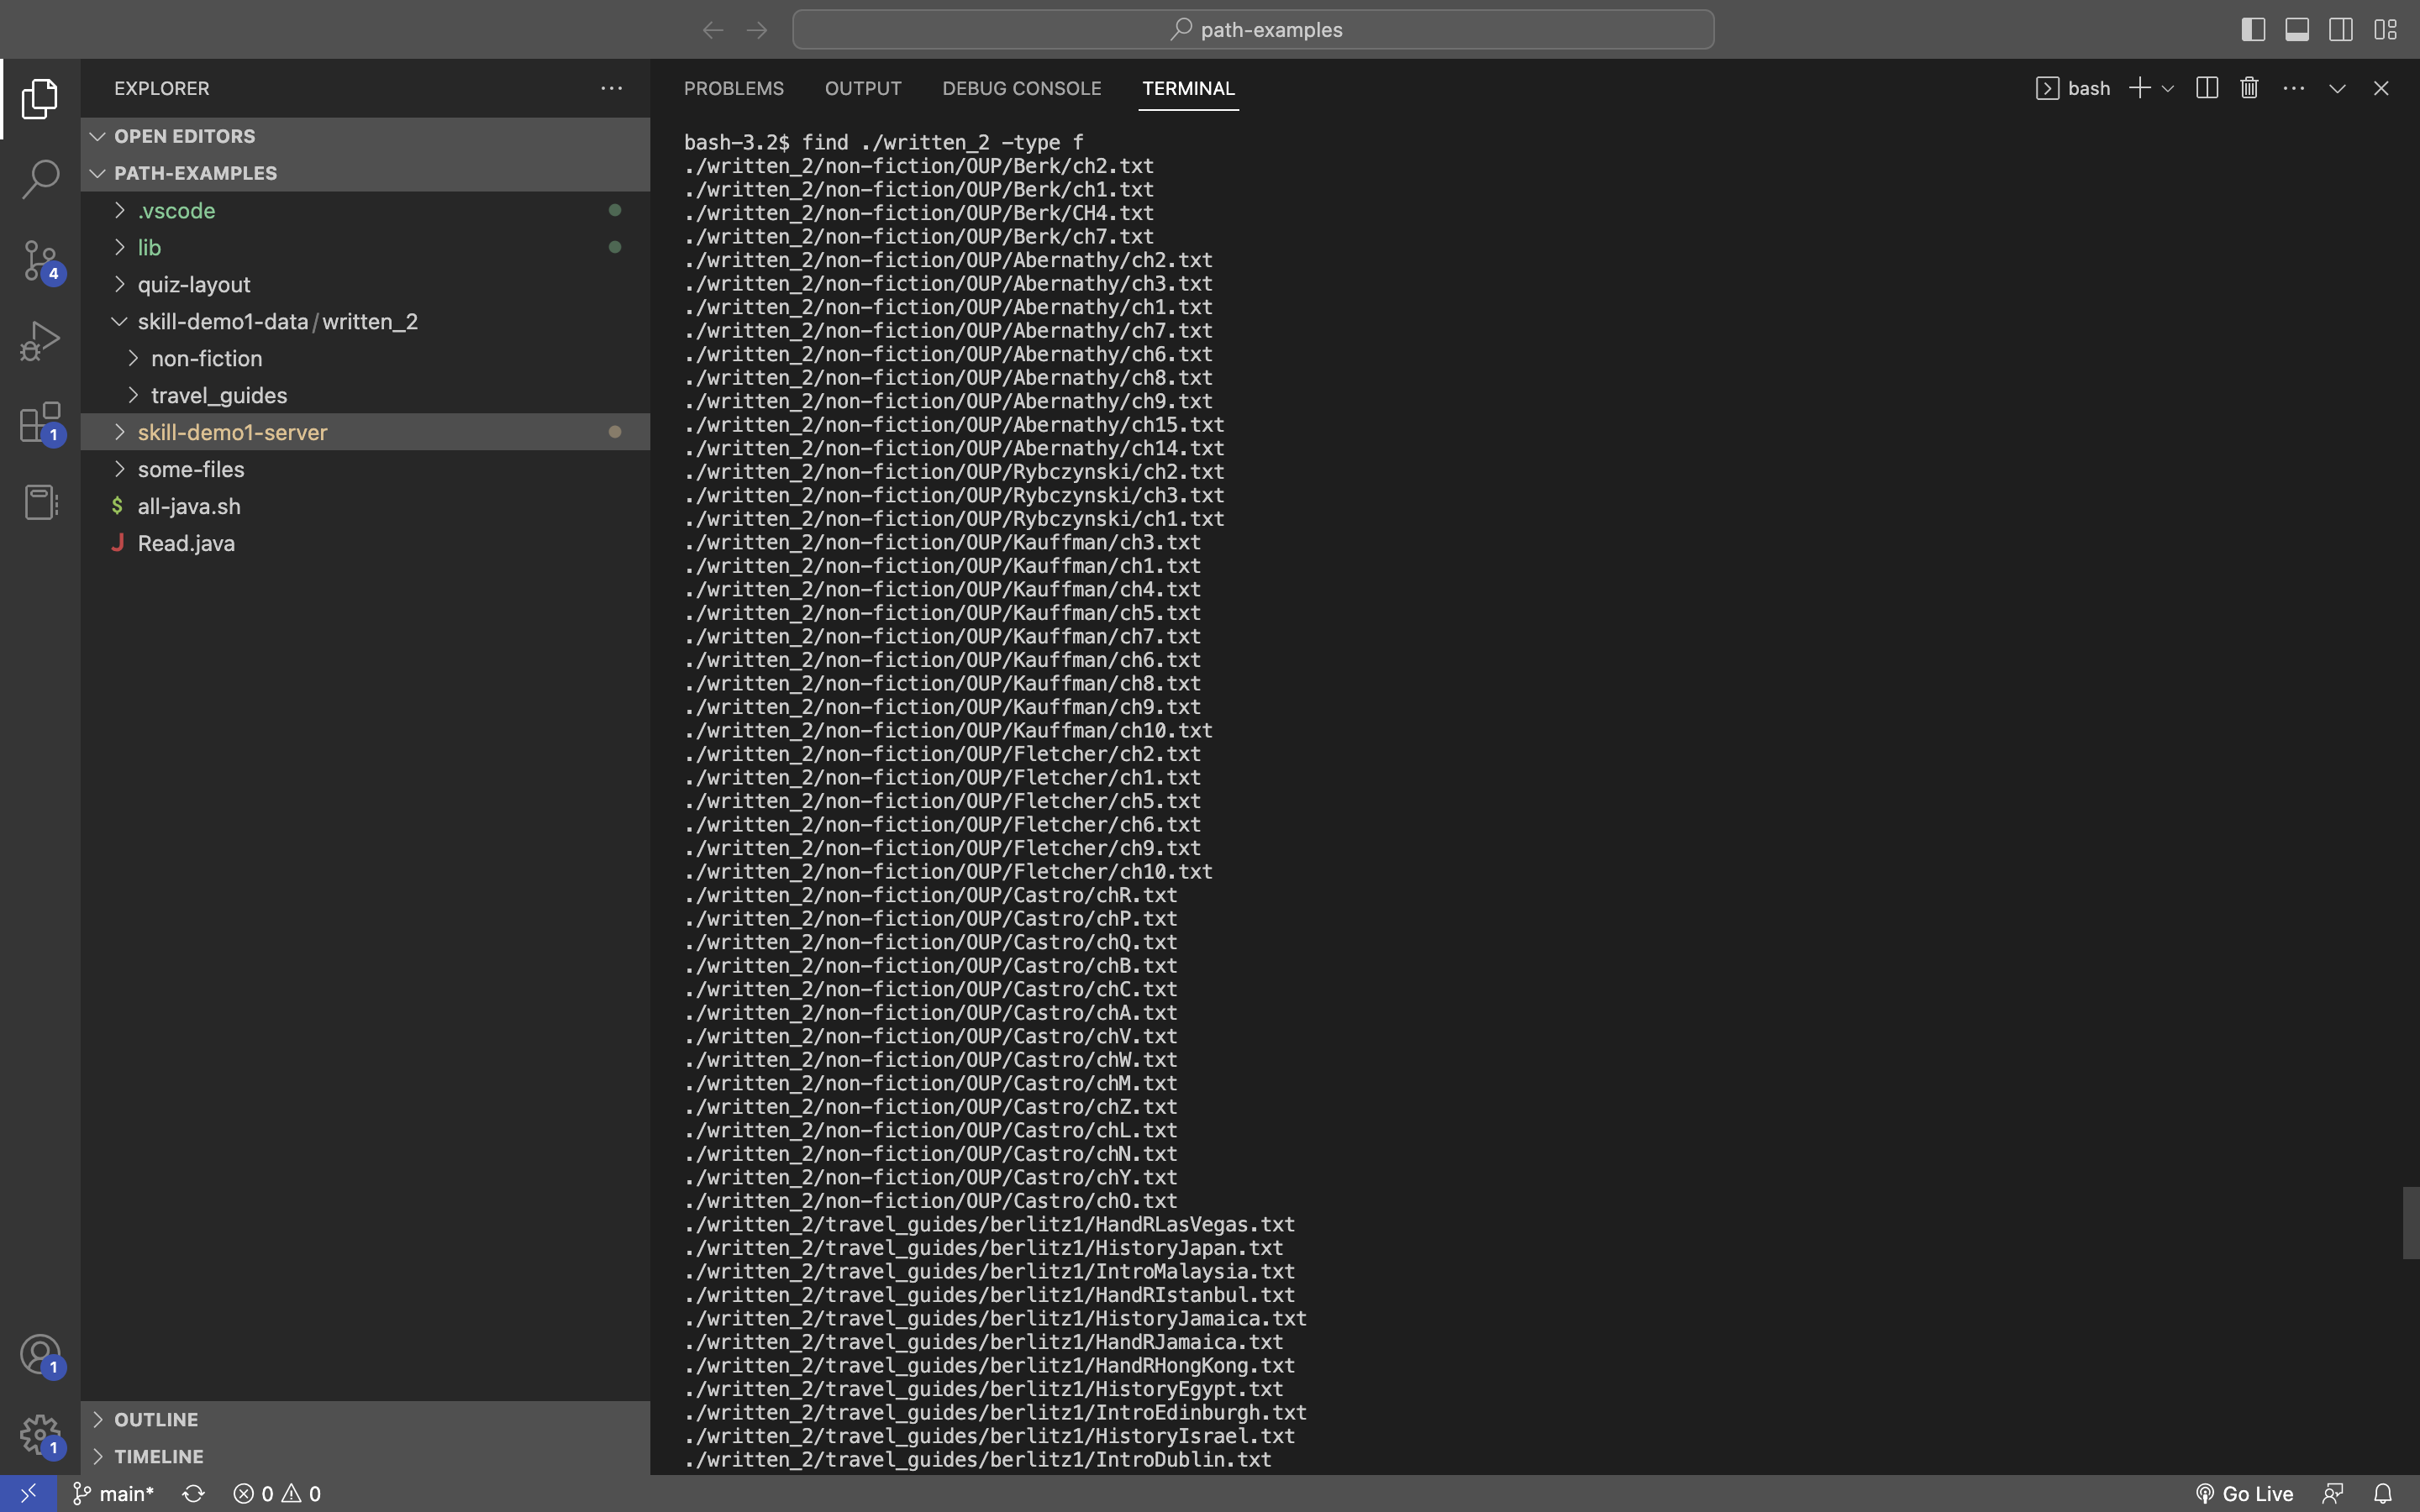 path-examples
EXPLORER
OPEN EDITORS
PATH-EXAMPLES
.vscode
lib
quiz-layout
skill-demo1-data/written_2
non-fiction
travel_guides
skill-demo1-server
some-files
$ all-java.sh
J Read.java
OUTLINE
TIMELINE
4
1
1
1
PROBLEMS OUTPUT DEBUG CONSOLE TERMINAL
bash
bash-3.2$ find ./written_2 -type f
./written_2/non-fiction/OUP/Berk/ch2.txt
./written_2/non-fiction/OUP/Berk/ch1.txt
./written_2/non-fiction/OUP/Berk/CH4.txt
./written_2/non-fiction/OUP/Berk/ch7.txt
./written_2/non-fiction/OUP/Abernathy/ch2.txt
./written_2/non-fiction/OUP/Abernathy/ch3.txt
./written_2/non-fiction/OUP/Abernathy/ch1.txt
./written_2/non-fiction/OUP/Abernathy/ch7.txt
./written_2/non-fiction/OUP/Abernathy/ch6.txt
./written_2/non-fiction/OUP/Abernathy/ch8.txt
./written_2/non-fiction/OUP/Abernathy/ch9.txt
./written_2/non-fiction/OUP/Abernathy/ch15.txt
./written_2/non-fiction/OUP/Abernathy/ch14.txt
./written_2/non-fiction/OUP/Rybczynski/ch2.txt
./written_2/non-fiction/OUP/Rybczynski/ch3.txt
./written_2/non-fiction/OUP/Rybczynski/ch1.txt
./written_2/non-fiction/OUP/Kauffman/ch3.txt
./written_2/non-fiction/OUP/Kauffman/ch1.txt
./written_2/non-fiction/OUP/Kauffman/ch4.txt
./written_2/non-fiction/OUP/Kauffman/ch5.txt
./written_2/non-fiction/OUP/Kauffman/ch7.txt
./written_2/non-fiction/OUP/Kauffman/ch6.txt
./written_2/non-fiction/OUP/Kauffman/ch8.txt
./written_2/non-fiction/OUP/Kauffman/ch9.txt
./written_2/non-fiction/OUP/Kauffman/ch10.txt
./written_2/non-fiction/OUP/Fletcher/ch2.txt
./written_2/non-fiction/OUP/Fletcher/ch1.txt
./written_2/non-fiction/OUP/Fletcher/ch5.txt
./written_2/non-fiction/OUP/Fletcher/ch6.txt
./written_2/non-fiction/OUP/Fletcher/ch9.txt
./written_2/non-fiction/OUP/Fletcher/ch10.txt
./written_2/non-fiction/OUP/Castro/chR.txt
./written_2/non-fiction/OUP/Castro/chP.txt
./written_2/non-fiction/OUP/Castro/chQ.txt
./written_2/non-fiction/OUP/Castro/chB.txt
./written_2/non-fiction/OUP/Castro/chC.txt
./written_2/non-fiction/OUP/Castro/chA.txt
./written_2/non-fiction/OUP/Castro/chV.txt
./written_2/non-fiction/OUP/Castro/chW.txt
./written_2/non-fiction/OUP/Castro/chM.txt
./written_2/non-fiction/OUP/Castro/chZ.txt
./written_2/non-fiction/OUP/Castro/chL.txt
./written_2/non-fiction/OUP/Castro/chN.txt
./written_2/non-fiction/OUP/Castro/chY.txt
./written_2/non-fiction/OUP/Castro/chO.txt
./written_2/travel_guides/berlitz1/HandRLasVegas.txt
./written_2/travel_guides/berlitz1/HistoryJapan.txt
./written_2/travel_guides/berlitz1/IntroMalaysia.txt
./written_2/travel_guides/berlitz1/HandRIstanbul.txt
./written_2/travel_guides/berlitz1/HistoryJamaica.txt
./written_2/travel_guides/berlitz1/HandRJamaica.txt
./written_2/travel_guides/berlitz1/HandRHongKong.txt
./written_2/travel_guides/berlitz1/HistoryEgypt.txt
./written_2/travel_guides/berlitz1/IntroEdinburgh.txt
./written_2/travel_guides/berlitz1/HistoryIsrael.txt
./written_2/travel_guides/berlitz1/IntroDublin.txt
main* 0 0 Go Live